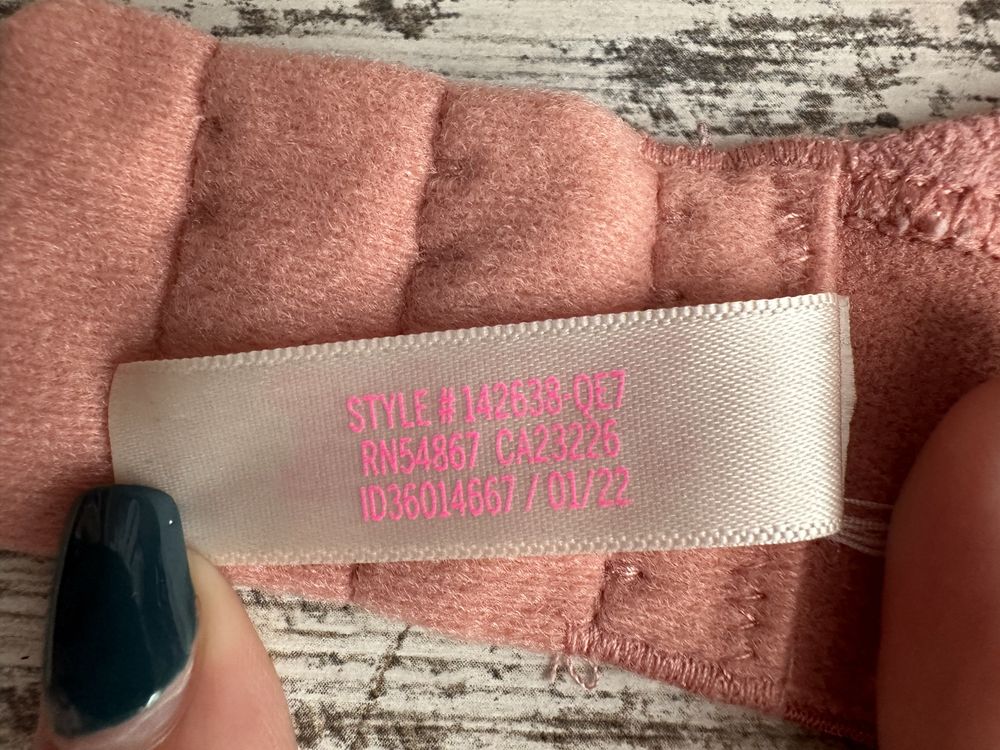 STYLE # 142638-QE7
RN54867 CA23226
ID36014667 / 01/22